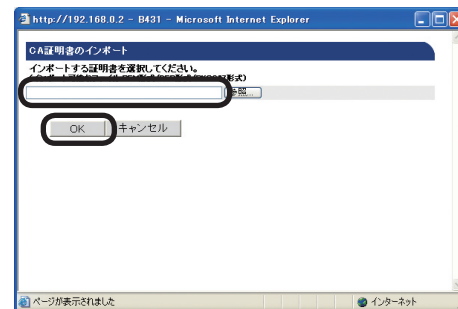 http://192.168.0.2 - B431 - Microsoft Internet Explorer
CA証明書のインポート
インポートする証明書を選択してください。
形式)
参照...
OK キャンセル
ページが表示されました インターネット